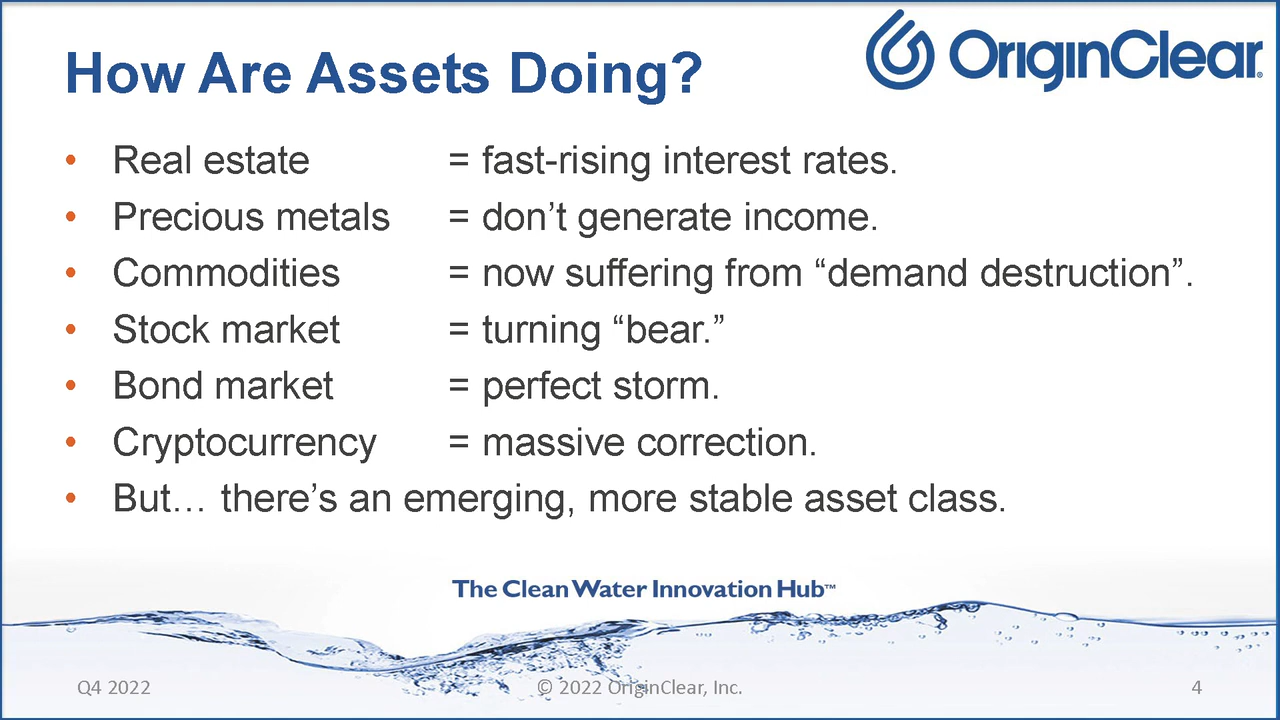 How Are Assets Doing?
OriginClear®
• Real estate = fast-rising interest rates.
• Precious metals = don’t generate income.
• Commodities = now suffering from “demand destruction”.
• Stock market = turning “bear.”
• Bond market = perfect storm.
• Cryptocurrency = massive correction.
• But… there’s an emerging, more stable asset class.
The Clean Water Innovation Hub™
Q4 2022 © 2022 OriginClear, Inc. 4